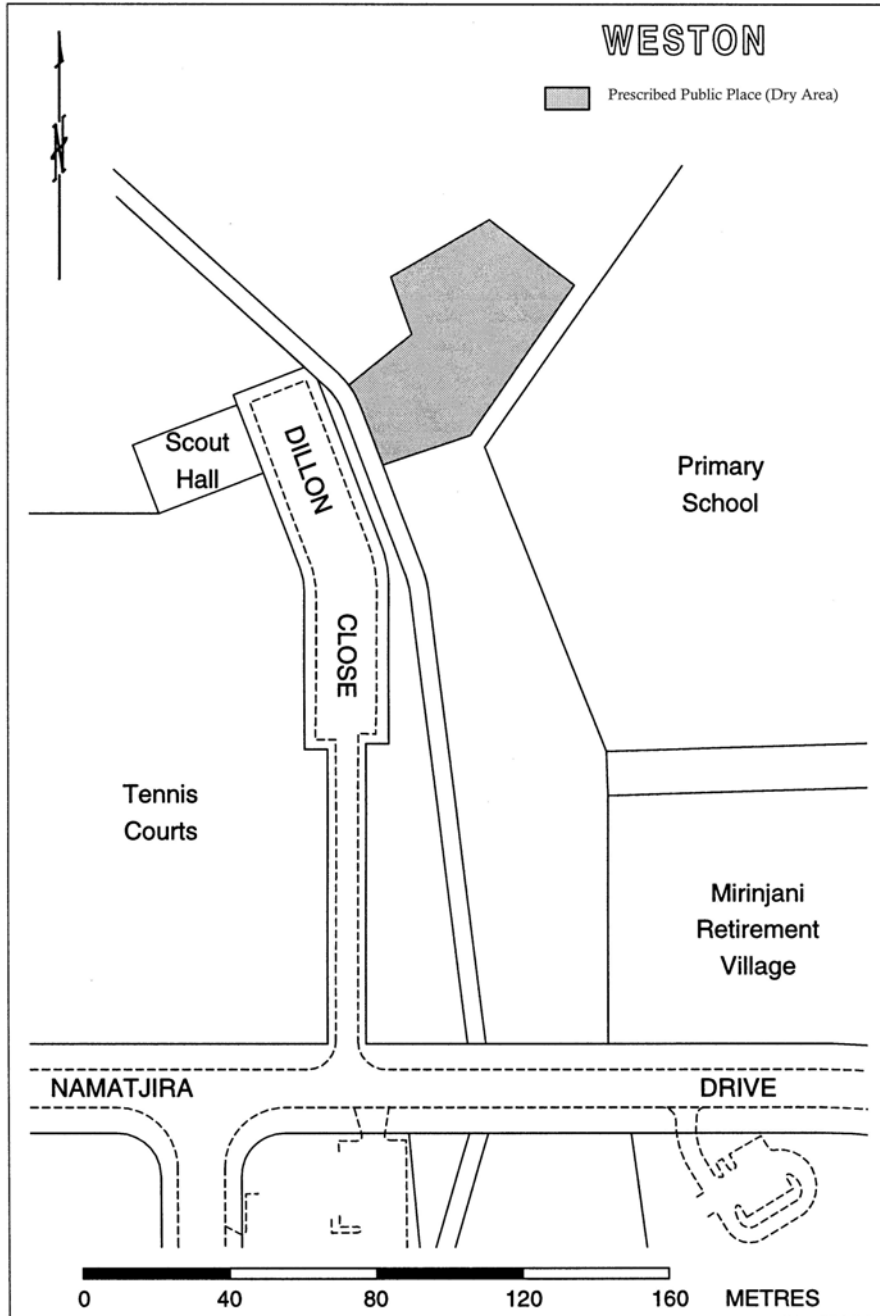 WESTON
Prescribed Public Place (Dry Area)
N
Scout
Hall
DILLON
Primary
School
CLOSE
Tennis
Courts
Mirinjani
Retirement
Village
NAMATJIRA
DRIVE
0 40 80 120 160 METRES